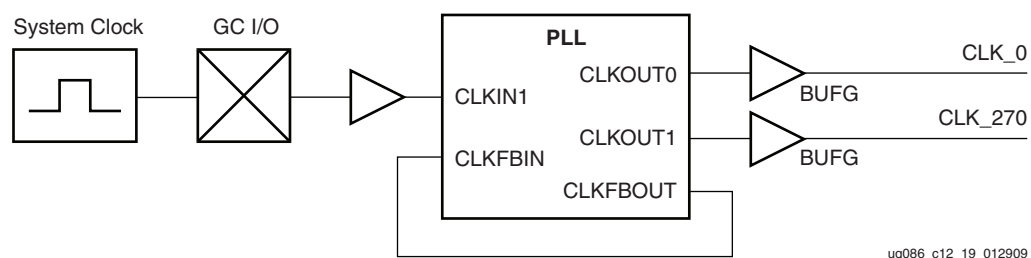 System Clock
GC I/O
PLL
CLKIN1
CLKFBIN
CLKOUT0
CLKOUT1
CLKFBOUT
BUFG
CLK_0
BUFG
CLK_270
ug086_c12_19_012909